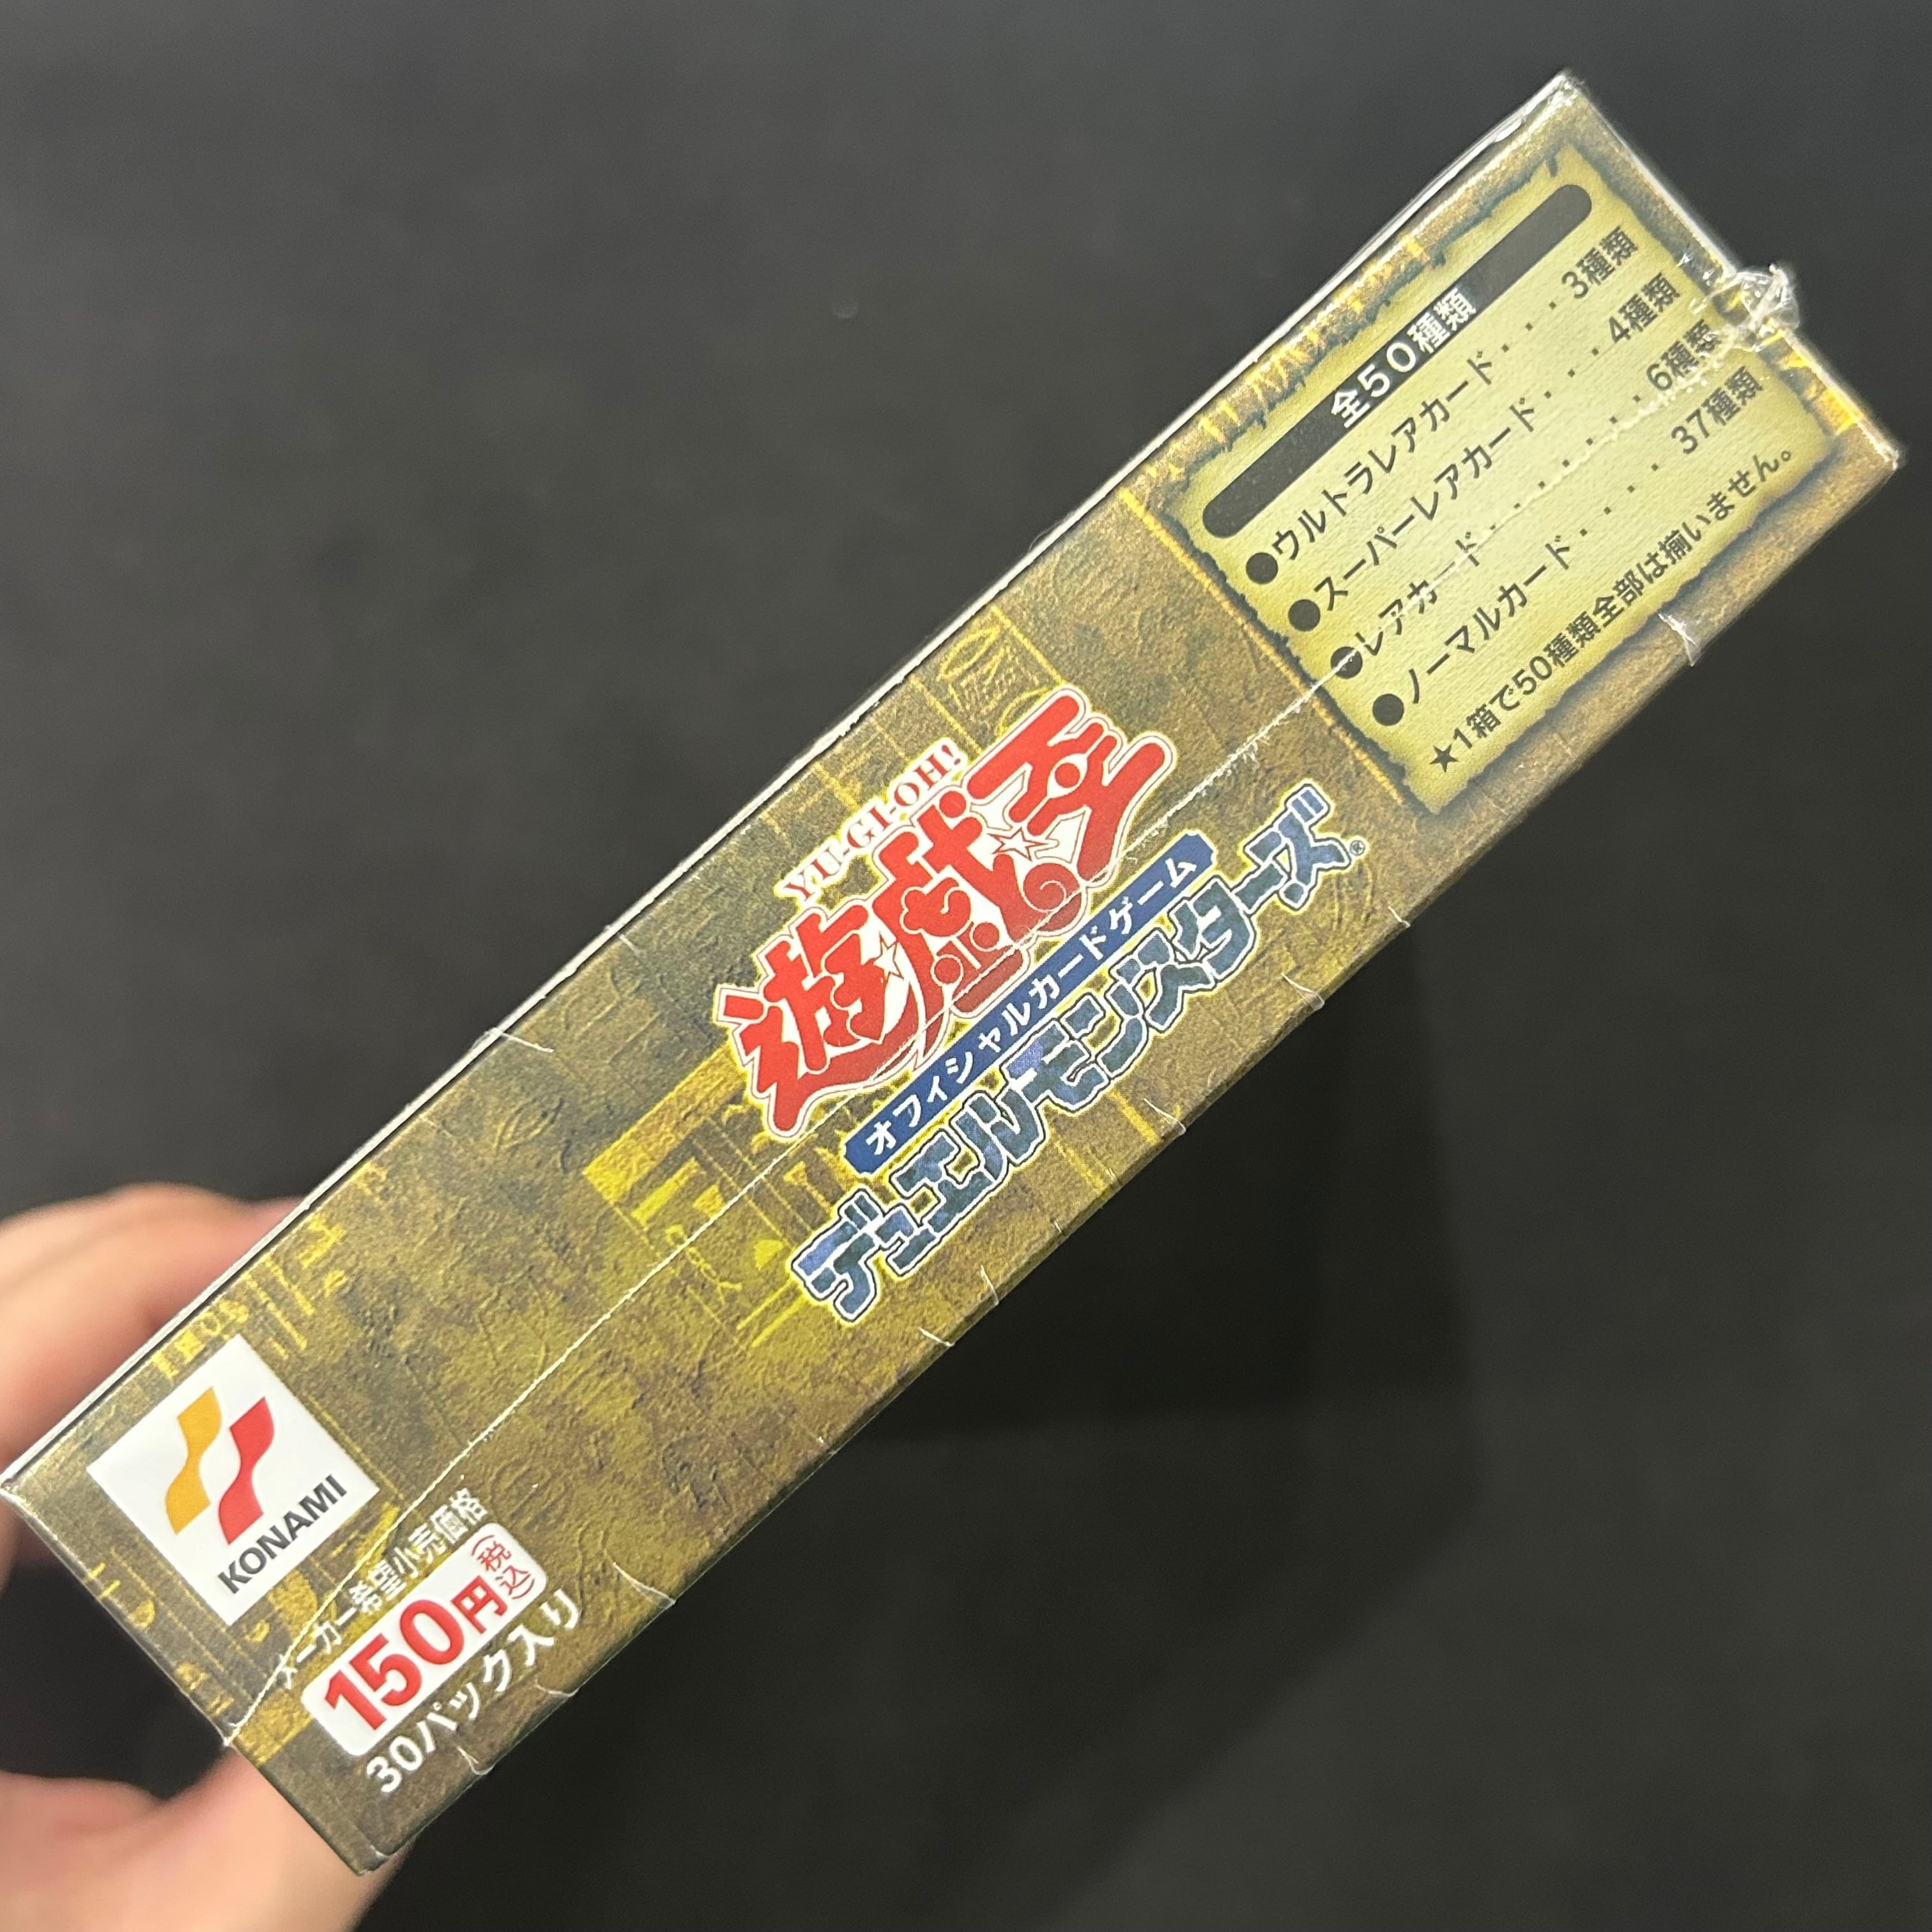 全50種類
●ウルトラレアカード・・・3種類
●スーパーレアカード・・・4種類
●レアカード・・・・・・・6種類
●ノーマルカード・・・・37種類
★1箱で50種類全部は揃いません。
YU-GI-OH!
遊戯王
オフィシャルカードゲーム
デュエルモンスターズ®
KONAMI
メーカー希望小売価格
150円(税込)
30パック入り